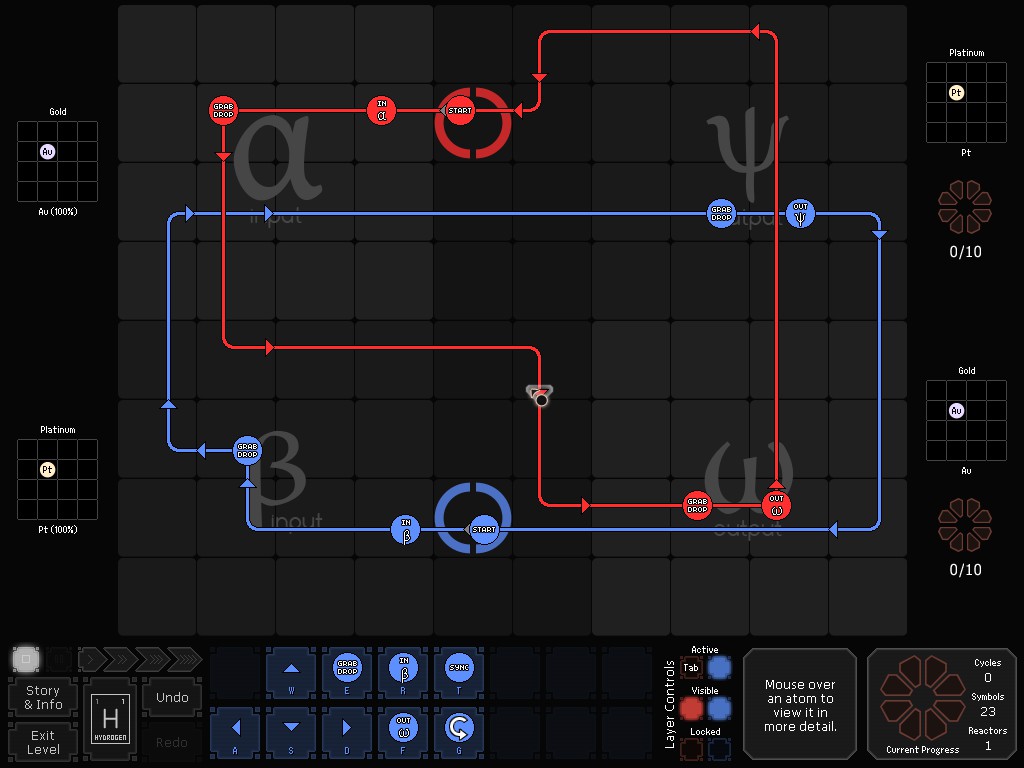 Platinum
Pt
Pt
0/10
Gold
Au
Au (100%)
GRAB
DROP
IN
α
START
α
input
ψ
output
GRAB
DROP
OUT
ψ
Gold
Au
Au
0/10
Platinum
Pt
Pt (100%)
GRAB
DROP
β
input
IN
β
START
GRAB
DROP
OUT
ω
ω
output
Story
& Info
Exit
Level
1 1
H
HYDROGEN
Undo
Redo
W
GRAB
DROP
E
IN
β
R
SYNC
T
A
S
D
OUT
ω
F
G
Layer Controls
Active
Tab
Visible
Locked
Mouse over
an atom to
view it in
more detail.
Cycles
0
Symbols
23
Reactors
1
Current Progress